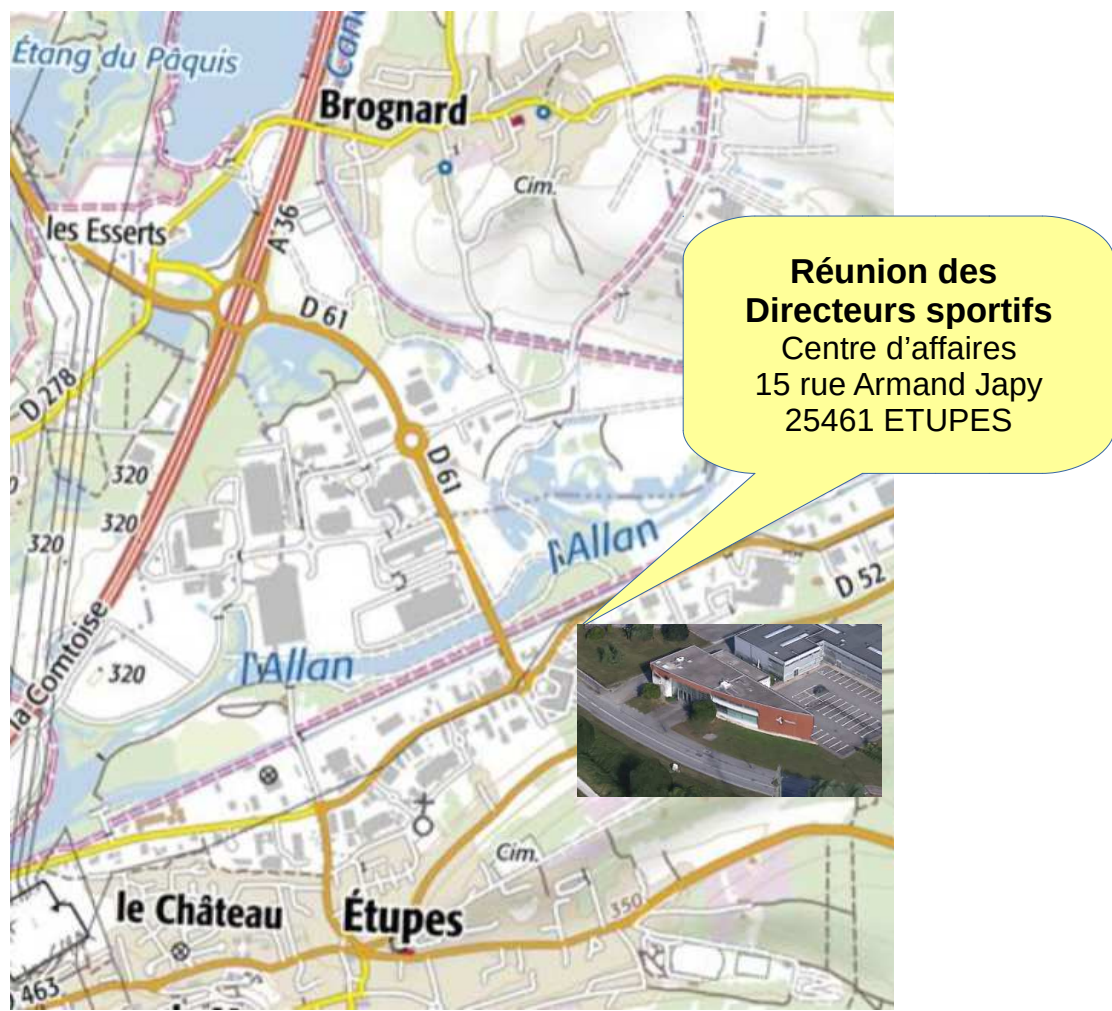 Étang du Pâquis
Brognard
Cim.
les Esserts
A 36
D 61
D 278
Réunion des
Directeurs sportifs
Centre d’affaires
15 rue Armand Japy
25461 ETUPES
D 61
320
320
320
l'Allan
D 52
la Comtoise
320
l'Allan
Cim.
le Château
Étupes
350
463